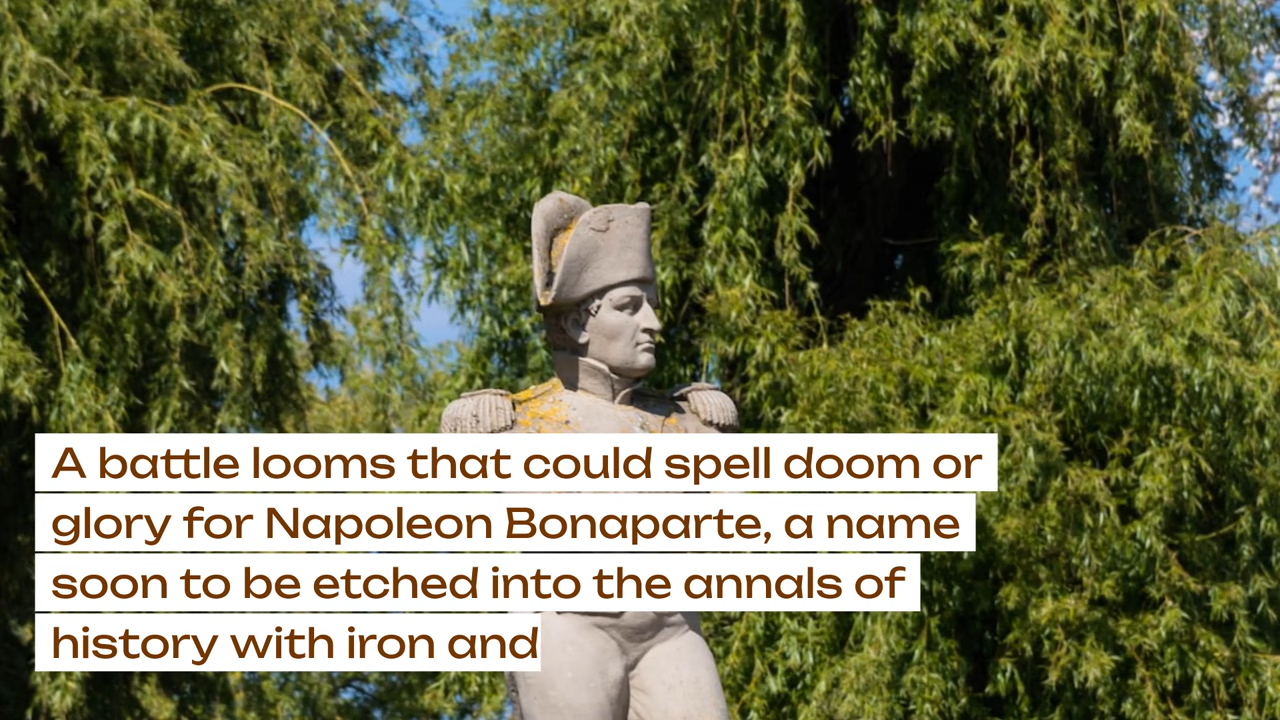 A battle looms that could spell doom or
glory for Napoleon Bonaparte, a name
soon to be etched into the annals of
history with iron and